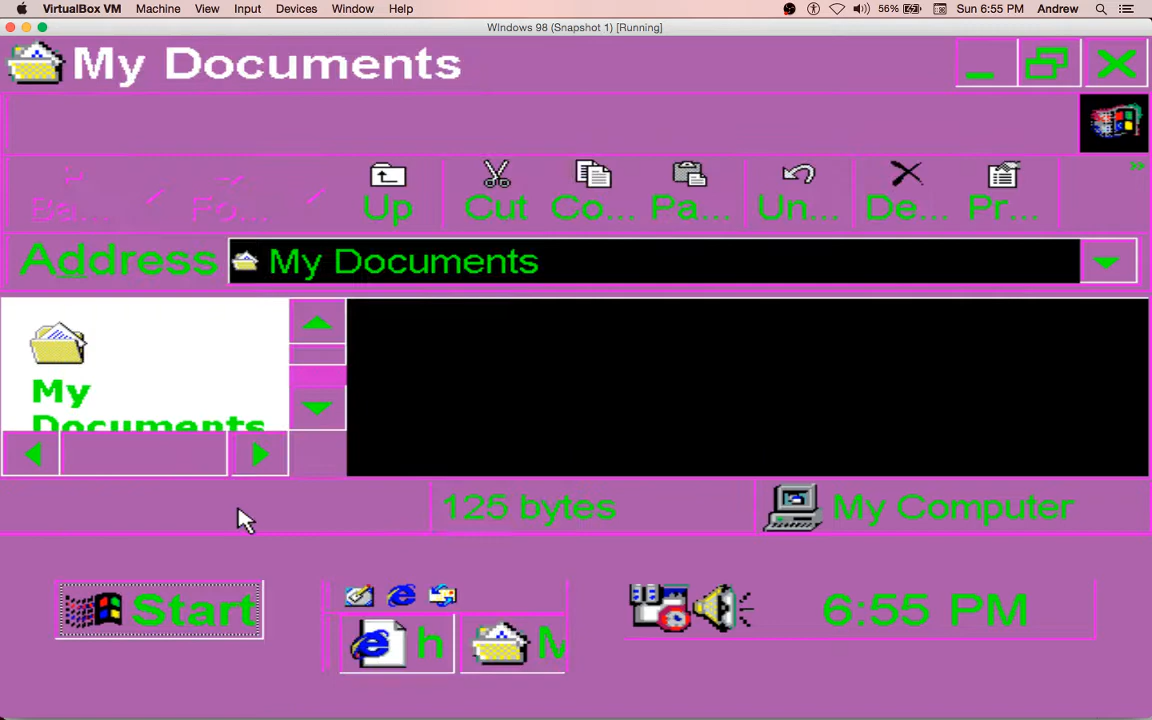 VirtualBox VM Machine View Input Devices Window Help 56% Sun 6:55 PM Andrew
Windows 98 (Snapshot 1) [Running]
My Documents
Ba... Fo... Up Cut Co... Pa... Un... De... Pr... »
Address My Documents
My
Documents
125 bytes My Computer
h M
Start 6:55 PM